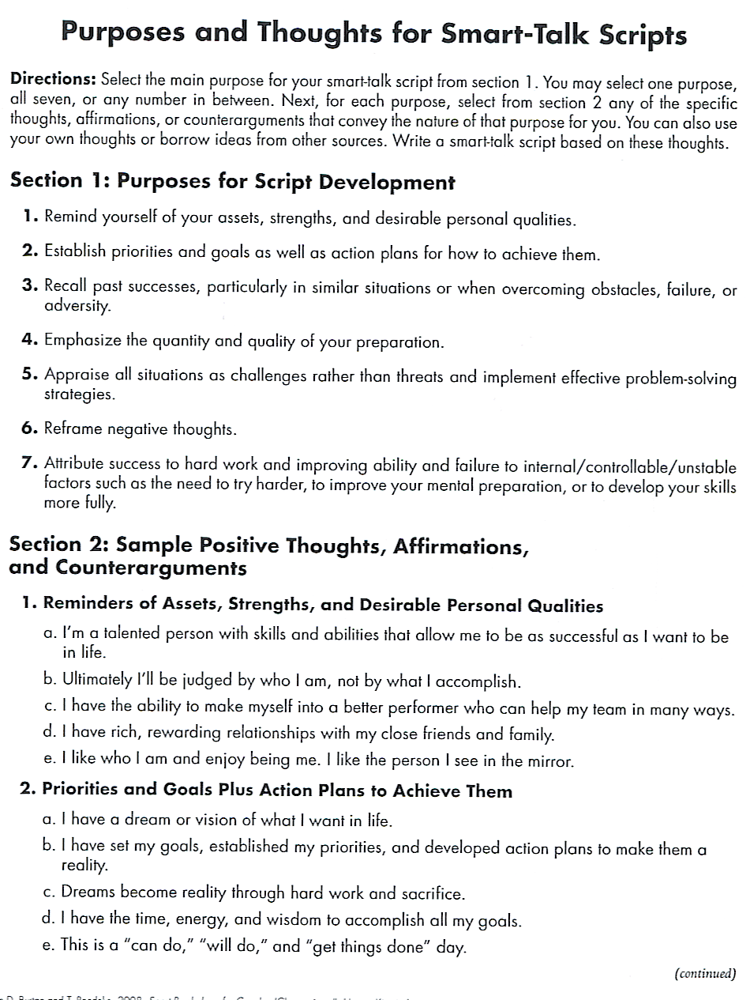 Purposes and Thoughts for Smart-Talk Scripts
Directions: Select the main purpose for your smart-talk script from section 1. You may select one purpose,
all seven, or any number in between. Next, for each purpose, select from section 2 any of the specific
thoughts, affirmations, or counterarguments that convey the nature of that purpose for you. You can also use
your own thoughts or borrow ideas from other sources. Write a smart-talk script based on these thoughts.
Section 1: Purposes for Script Development
1. Remind yourself of your assets, strengths, and desirable personal qualities.
2. Establish priorities and goals as well as action plans for how to achieve them.
3. Recall past successes, particularly in similar situations or when overcoming obstacles, failure, or
adversity.
4. Emphasize the quantity and quality of your preparation.
5. Appraise all situations as challenges rather than threats and implement effective problem-solving
strategies.
6. Reframe negative thoughts.
7. Attribute success to hard work and improving ability and failure to internal/controllable/unstable
factors such as the need to try harder, to improve your mental preparation, or to develop your skills
more fully.
Section 2: Sample Positive Thoughts, Affirmations,
and Counterarguments
1. Reminders of Assets, Strengths, and Desirable Personal Qualities
a. I'm a talented person with skills and abilities that allow me to be as successful as I want to be
in life.
b. Ultimately I'll be judged by who I am, not by what I accomplish.
c. I have the ability to make myself into a better performer who can help my team in many ways.
d. I have rich, rewarding relationships with my close friends and family.
e. I like who I am and enjoy being me. I like the person I see in the mirror.
2. Priorities and Goals Plus Action Plans to Achieve Them
a. I have a dream or vision of what I want in life.
b. I have set my goals, established my priorities, and developed action plans to make them a
reality.
c. Dreams become reality through hard work and sacrifice.
d. I have the time, energy, and wisdom to accomplish all my goals.
e. This is a "can do," "will do," and "get things done" day.
(continued)